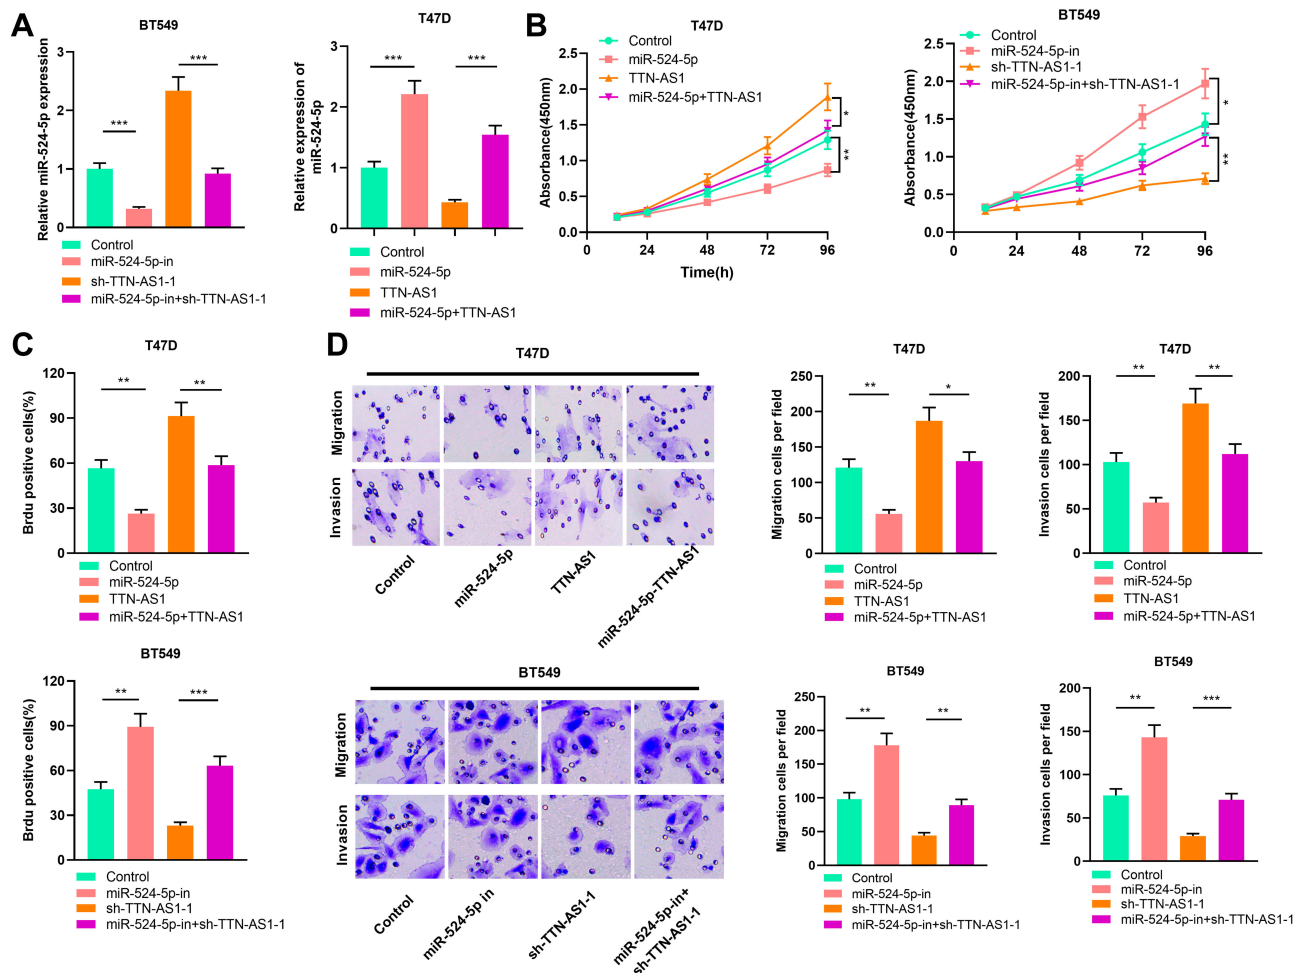 A
BT549
Relative miR-524-5p expression
3
2
1
0
***
***
Control
miR-524-5p-in
sh-TTN-AS1-1
miR-524-5p-in+sh-TTN-AS1-1
T47D
Relative expression of
miR-524-5p
3
2
1
0
***
***
Control
miR-524-5p
TTN-AS1
miR-524-5p+TTN-AS1
B
T47D
Control
miR-524-5p
TTN-AS1
miR-524-5p+TTN-AS1
Absorbance(450nm)
2.5
2.0
1.5
1.0
0.5
0.0
0 24 48 72 96
Time(h)
*
**
BT549
Control
miR-524-5p-in
sh-TTN-AS1-1
miR-524-5p-in+sh-TTN-AS1-1
Absorbance(450nm)
2.5
2.0
1.5
1.0
0.5
0.0
0 24 48 72 96
*
**
C
T47D
Brdu positive cells(%)
120
90
60
30
0
**
**
Control
miR-524-5p
TTN-AS1
miR-524-5p+TTN-AS1
BT549
Brdu positive cells(%)
120
90
60
30
0
**
***
Control
miR-524-5p-in
sh-TTN-AS1-1
miR-524-5p-in+sh-TTN-AS1-1
D
T47D
Migration
Invasion
Control
miR-524-5p
TTN-AS1
miR-524-5p-TTN-AS1
T47D
Migration cells per field
250
200
150
100
50
0
**
*
Control
miR-524-5p
TTN-AS1
miR-524-5p+TTN-AS1
T47D
Invasion cells per field
200
150
100
50
0
**
**
Control
miR-524-5p
TTN-AS1
miR-524-5p+TTN-AS1
BT549
Migration
Invasion
Control
miR-524-5p in
sh-TTN-AS1-1
miR-524-5p-in+
sh-TTN-AS1-1
BT549
Migration cells per field
250
200
150
100
50
0
**
**
Control
miR-524-5p-in
sh-TTN-AS1-1
miR-524-5p-in+sh-TTN-AS1-1
BT549
Invasion cells per field
200
150
100
50
0
**
***
Control
miR-524-5p-in
sh-TTN-AS1-1
miR-524-5p-in+sh-TTN-AS1-1